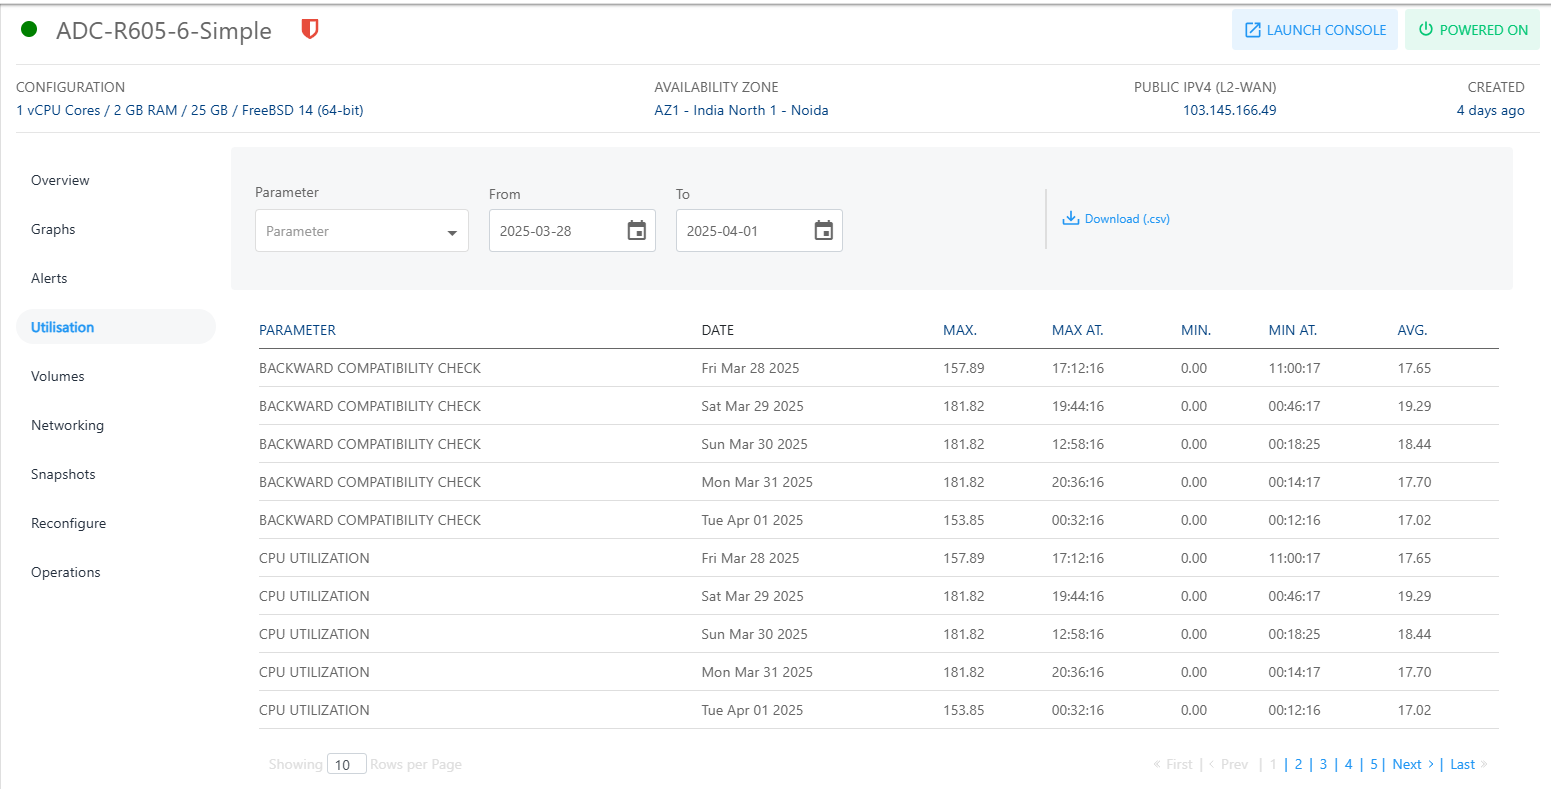 ADC-R605-6-Simple
LAUNCH CONSOLE
POWERED ON
CONFIGURATION
1 vCPU Cores / 2 GB RAM / 25 GB / FreeBSD 14 (64-bit)
AVAILABILITY ZONE
AZ1 - India North 1 - Noida
PUBLIC IPV4 (L2-WAN)
103.145.166.49
CREATED
4 days ago
Overview
Graphs
Alerts
Utilisation
Volumes
Networking
Snapshots
Reconfigure
Operations
Parameter
Parameter
From
2025-03-28
To
2025-04-01
Download (.csv)
PARAMETER DATE MAX. MAX AT. MIN. MIN AT. AVG.
BACKWARD COMPATIBILITY CHECK Fri Mar 28 2025 157.89 17:12:16 0.00 11:00:17 17.65
BACKWARD COMPATIBILITY CHECK Sat Mar 29 2025 181.82 19:44:16 0.00 00:46:17 19.29
BACKWARD COMPATIBILITY CHECK Sun Mar 30 2025 181.82 12:58:16 0.00 00:18:25 18.44
BACKWARD COMPATIBILITY CHECK Mon Mar 31 2025 181.82 20:36:16 0.00 00:14:17 17.70
BACKWARD COMPATIBILITY CHECK Tue Apr 01 2025 153.85 00:32:16 0.00 00:12:16 17.02
CPU UTILIZATION Fri Mar 28 2025 157.89 17:12:16 0.00 11:00:17 17.65
CPU UTILIZATION Sat Mar 29 2025 181.82 19:44:16 0.00 00:46:17 19.29
CPU UTILIZATION Sun Mar 30 2025 181.82 12:58:16 0.00 00:18:25 18.44
CPU UTILIZATION Mon Mar 31 2025 181.82 20:36:16 0.00 00:14:17 17.70
CPU UTILIZATION Tue Apr 01 2025 153.85 00:32:16 0.00 00:12:16 17.02
Showing 10 Rows per Page
« First | < Prev | 1 | 2 | 3 | 4 | 5 | Next > | Last »